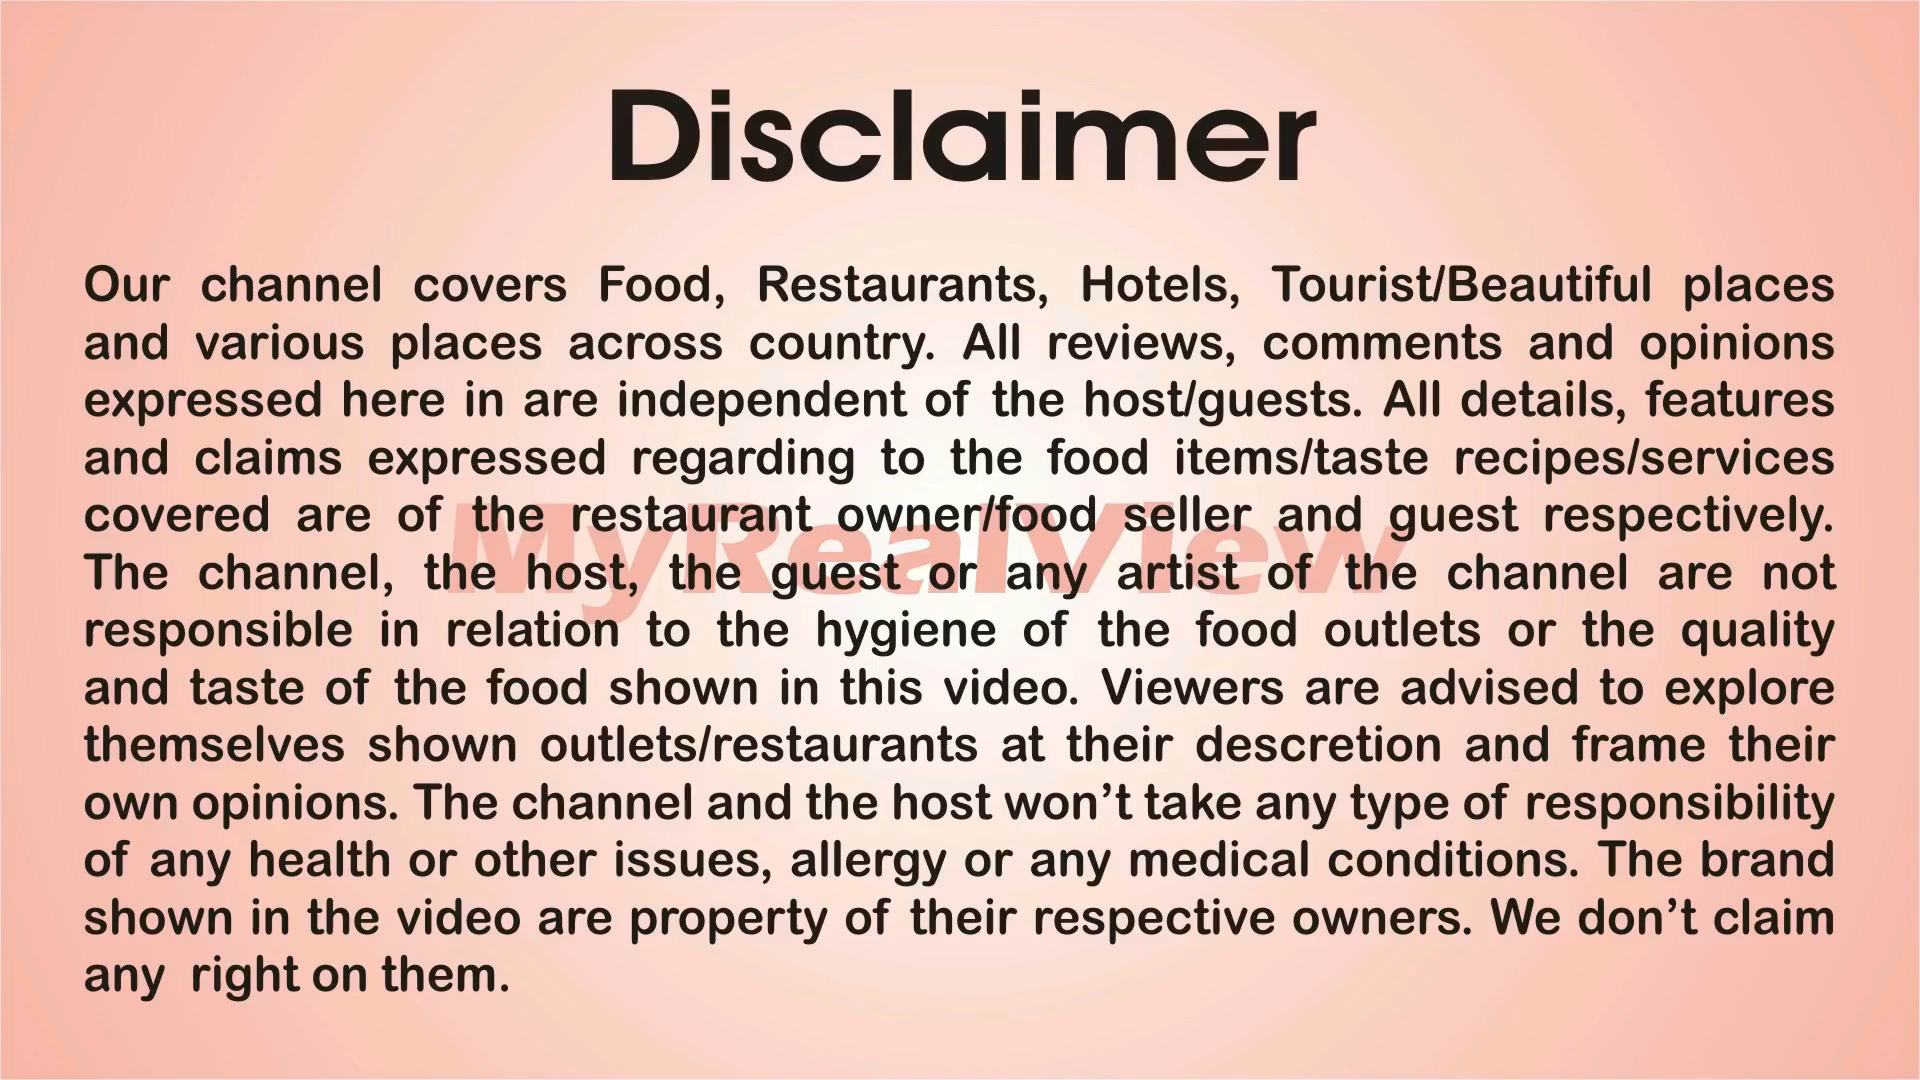 Disclaimer
Our channel covers Food, Restaurants, Hotels, Tourist/Beautiful places
and various places across country. All reviews, comments and opinions
expressed here in are independent of the host/guests. All details, features
and claims expressed regarding to the food items/taste recipes/services
covered are of the restaurant owner/food seller and guest respectively.
MyRealView
The channel, the host, the guest or any artist of the channel are not
responsible in relation to the hygiene of the food outlets or the quality
and taste of the food shown in this video. Viewers are advised to explore
themselves shown outlets/restaurants at their descretion and frame their
own opinions. The channel and the host won’t take any type of responsibility
of any health or other issues, allergy or any medical conditions. The brand
shown in the video are property of their respective owners. We don’t claim
any right on them.